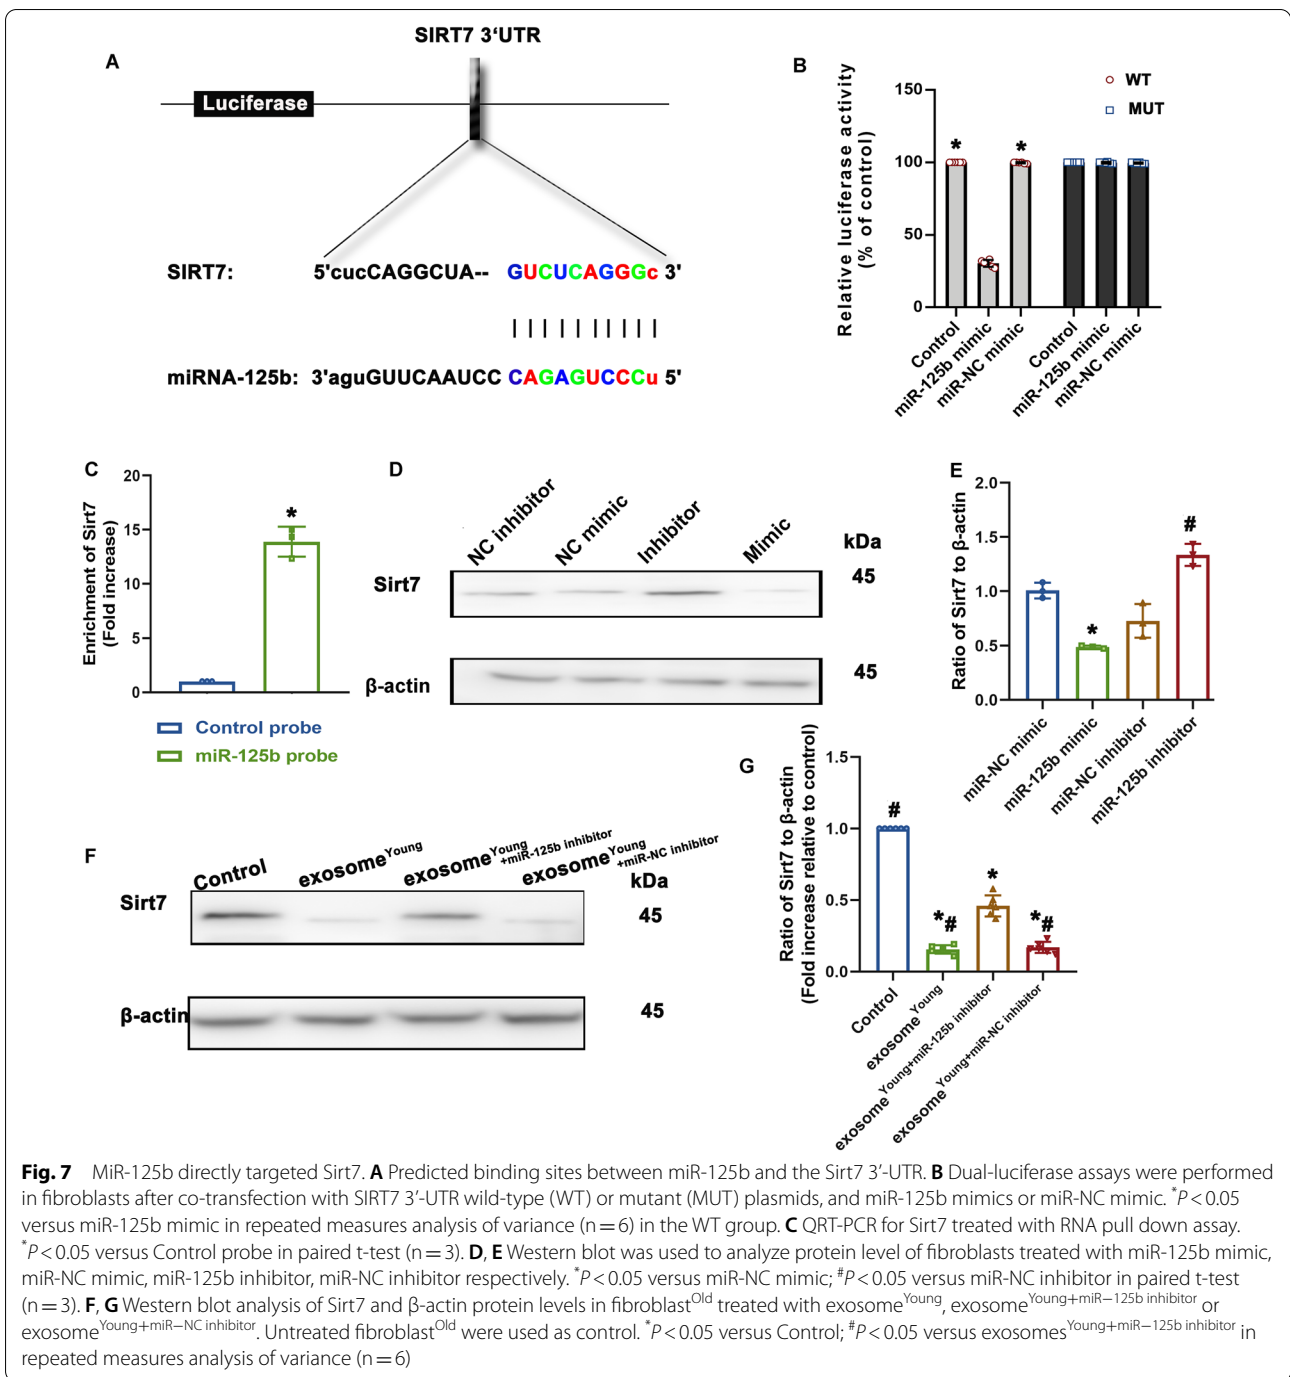 SIRT7 3‘UTR
A
Luciferase
SIRT7: 5'cucCAGGCUA-- GUCUCAGGGc 3'
miRNA-125b: 3'aguGUUCAAUCC CAGAGUCCCu 5'
B
WT
MUT
Relative luciferase activity
(% of control)
150
100
50
0
* *
Control
miR-125b mimic
miR-NC mimic
Control
miR-125b mimic
miR-NC mimic
C
Enrichment of Sirt7
(Fold increase)
20
15
10
5
0
*
Control probe
miR-125b probe
D
NC inhibitor
NC mimic
Inhibitor
Mimic
kDa
Sirt7
45
β-actin
45
E
Ratio of Sirt7 to β-actin
2.0
1.5
1.0
0.5
0.0
*
#
miR-NC mimic
miR-125b mimic
miR-NC inhibitor
miR-125b inhibitor
F
Control
exosomeYoung
exosomeYoung+miR-125b inhibitor
exosomeYoung+miR-NC inhibitor
kDa
Sirt7
45
β-actin
45
G
Ratio of Sirt7 to β-actin
(Fold increase relative to control)
1.5
1.0
0.5
0.0
#
*#
*
*#
Control
exosomeYoung
exosomeYoung+miR-125b inhibitor
exosomeYoung+miR-NC inhibitor
Fig. 7 MiR-125b directly targeted Sirt7. A Predicted binding sites between miR-125b and the Sirt7 3’-UTR. B Dual-luciferase assays were performed
in fibroblasts after co-transfection with SIRT7 3’-UTR wild-type (WT) or mutant (MUT) plasmids, and miR-125b mimics or miR-NC mimic. *P < 0.05
versus miR-125b mimic in repeated measures analysis of variance (n = 6) in the WT group. C QRT-PCR for Sirt7 treated with RNA pull down assay.
*P < 0.05 versus Control probe in paired t-test (n = 3). D, E Western blot was used to analyze protein level of fibroblasts treated with miR-125b mimic,
miR-NC mimic, miR-125b inhibitor, miR-NC inhibitor respectively. *P < 0.05 versus miR-NC mimic; #P < 0.05 versus miR-NC inhibitor in paired t-test
(n = 3). F, G Western blot analysis of Sirt7 and β-actin protein levels in fibroblastOld treated with exosomeYoung, exosomeYoung+miR−125b inhibitor or
exosomeYoung+miR−NC inhibitor. Untreated fibroblastOld were used as control. *P < 0.05 versus Control; #P < 0.05 versus exosomesYoung+miR−125b inhibitor in
repeated measures analysis of variance (n = 6)